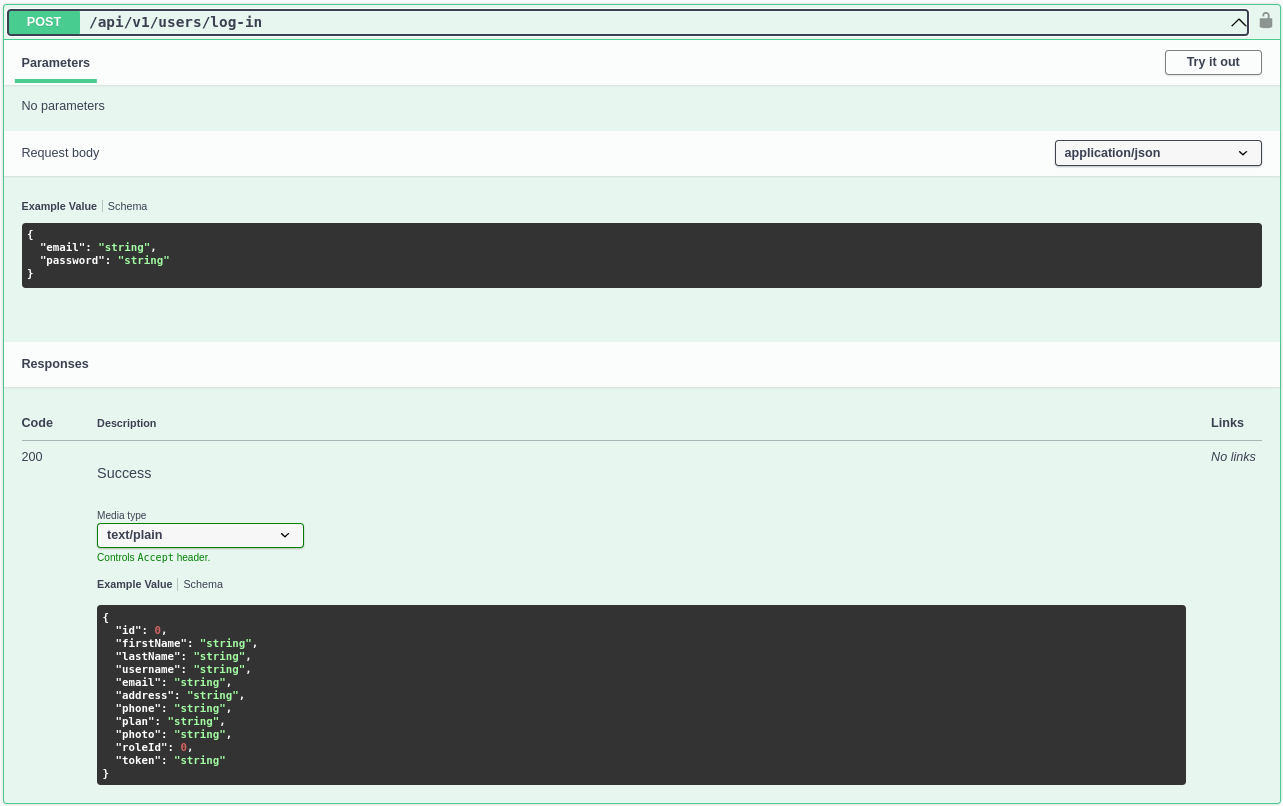 POST /api/v1/users/log-in
Parameters
Try it out
No parameters
Request body
application/json
Example Value Schema
{
  "email": "string",
  "password": "string"
}
Responses
Code Description Links
200 Success No links
Media type
text/plain
Controls Accept header.
Example Value Schema
{
  "id": 0,
  "firstName": "string",
  "lastName": "string",
  "username": "string",
  "email": "string",
  "address": "string",
  "phone": "string",
  "plan": "string",
  "photo": "string",
  "roleId": 0,
  "token": "string"
}